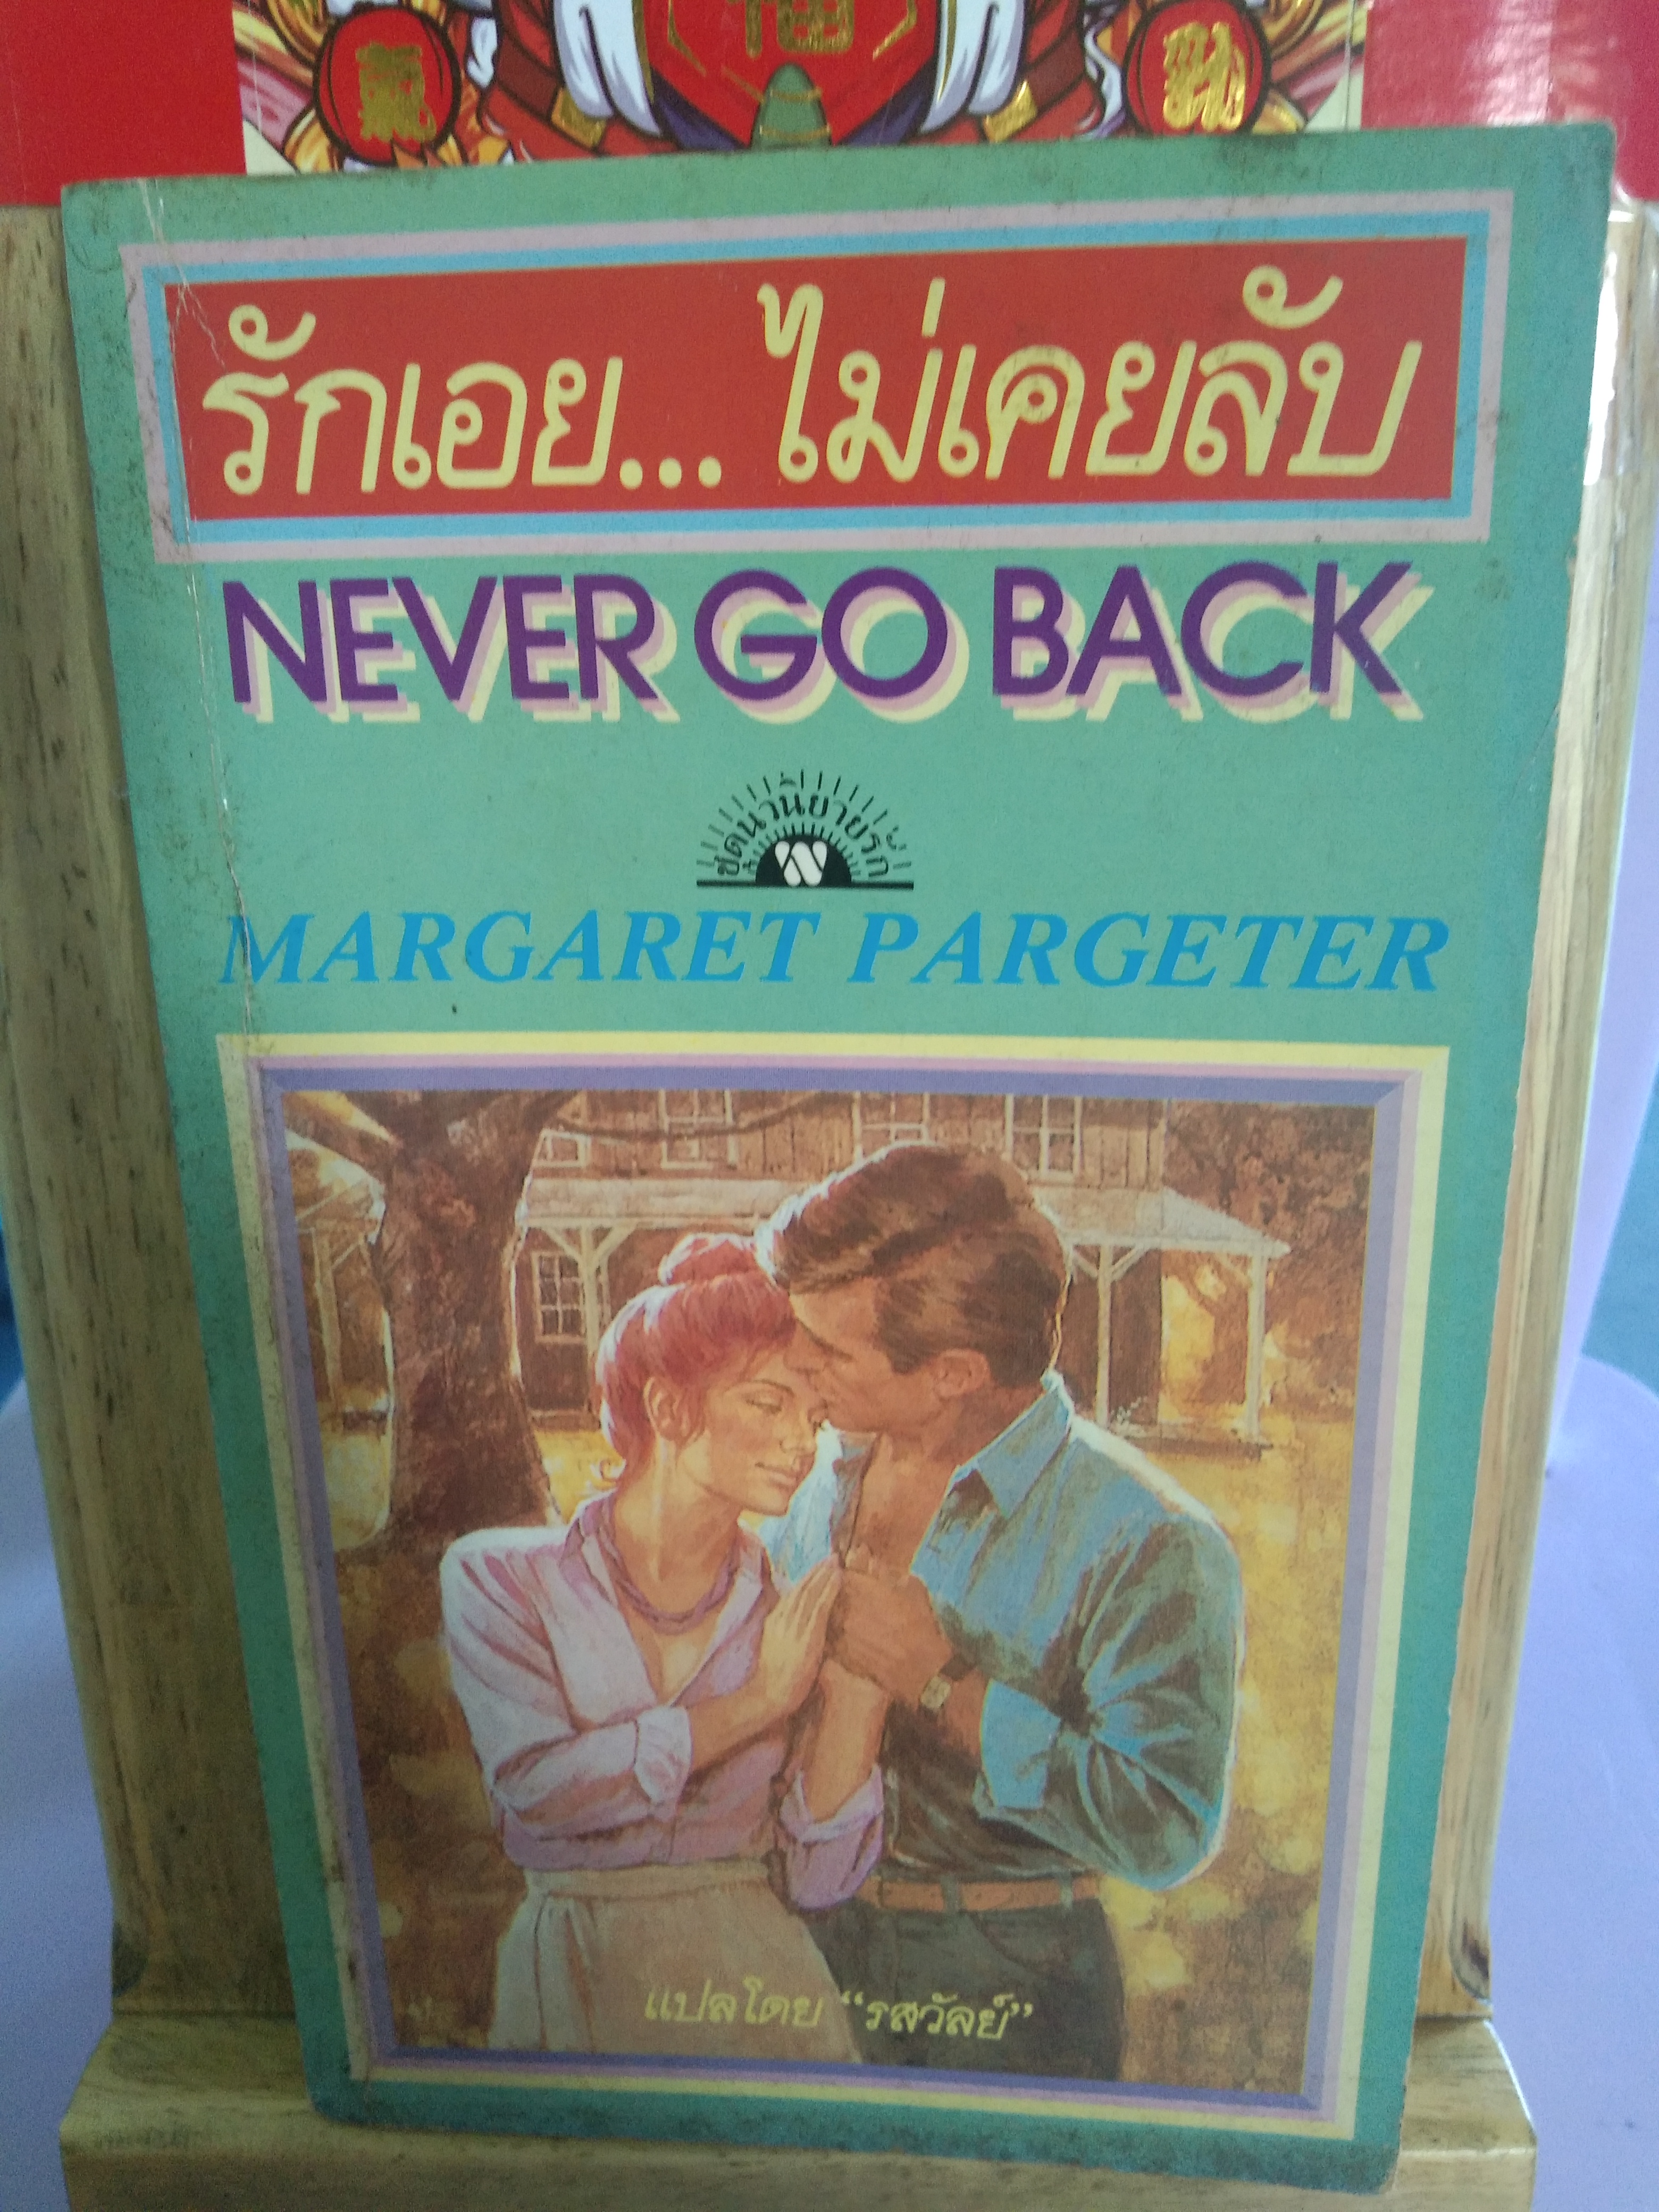 福
รักเอย... ไม่เคยลับ
NEVER GO BACK
ชุดนวนิยายรัก
MARGARET PARGETER
แปลโดย “รสวัลย์”